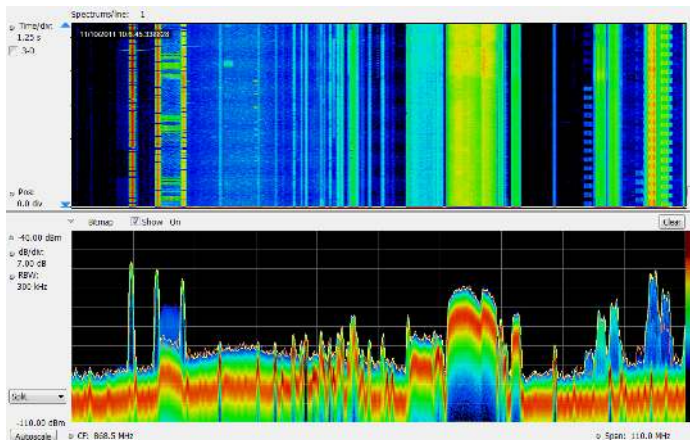 Spectrums/line: 1
Time/div:
1.25 s
3-D
Pos:
0.0 div
Bitmap Show On Clear
-40.00 dBm
dB/div:
7.00 dB
RBW:
300 kHz
Split
-110.00 dBm
Autoscale CF: 868.5 MHz Span: 110.0 MHz